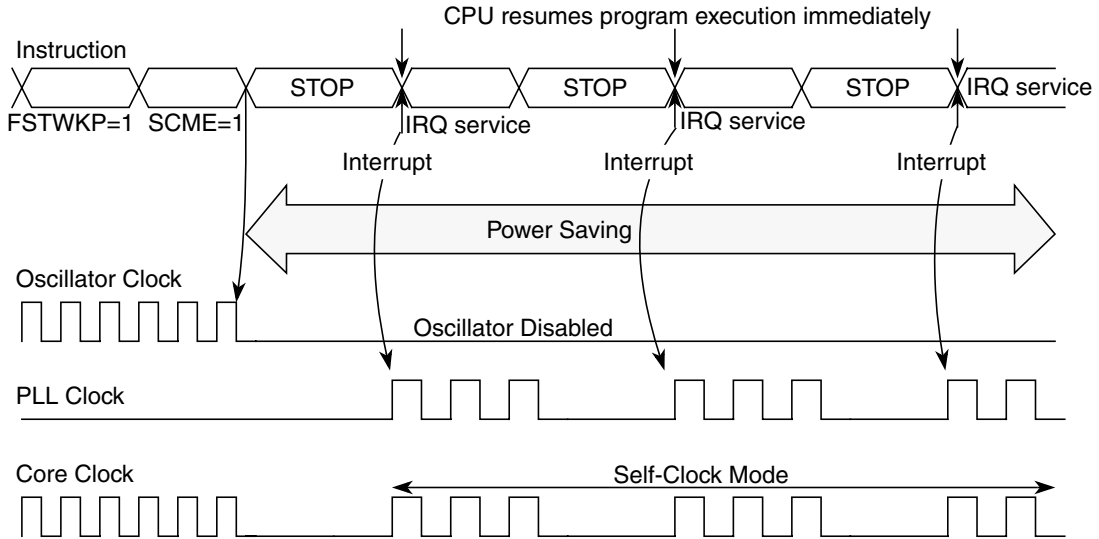 CPU resumes program execution immediately
Instruction
STOP
STOP
STOP
IRQ service
FSTWKP=1
SCME=1
IRQ service
IRQ service
Interrupt
Interrupt
Interrupt
Power Saving
Oscillator Clock
Oscillator Disabled
PLL Clock
Core Clock
Self-Clock Mode